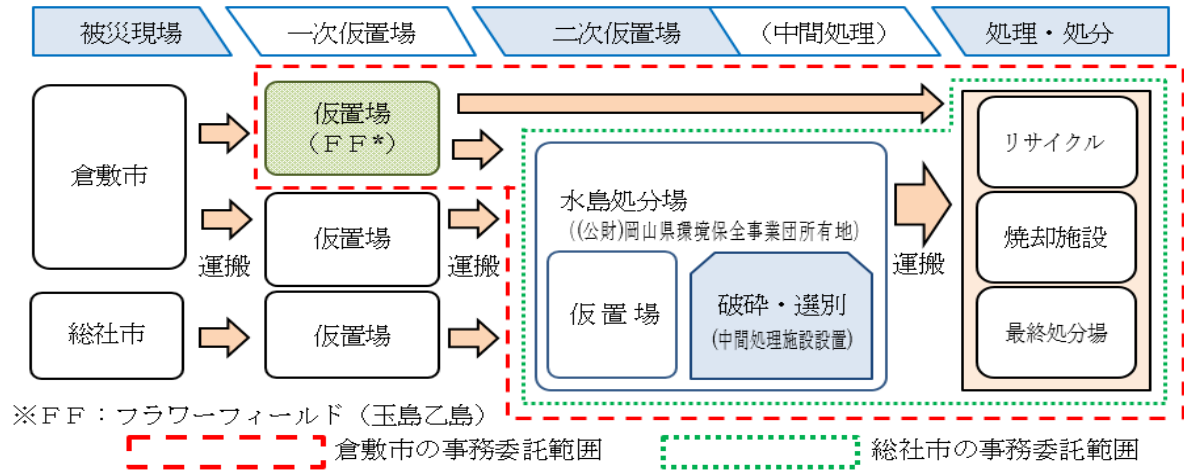 被災現場
一次仮置場
二次仮置場
(中間処理)
処理・処分
倉敷市
総社市
運搬
仮置場
(ＦＦ*)
仮置場
仮置場
運搬
水島処分場
((公財)岡山県環境保全事業団所有地)
仮置場
破砕・選別
(中間処理施設設置)
運搬
リサイクル
焼却施設
最終処分場
※ＦＦ：フラワーフィールド（玉島乙島）
倉敷市の事務委託範囲
総社市の事務委託範囲